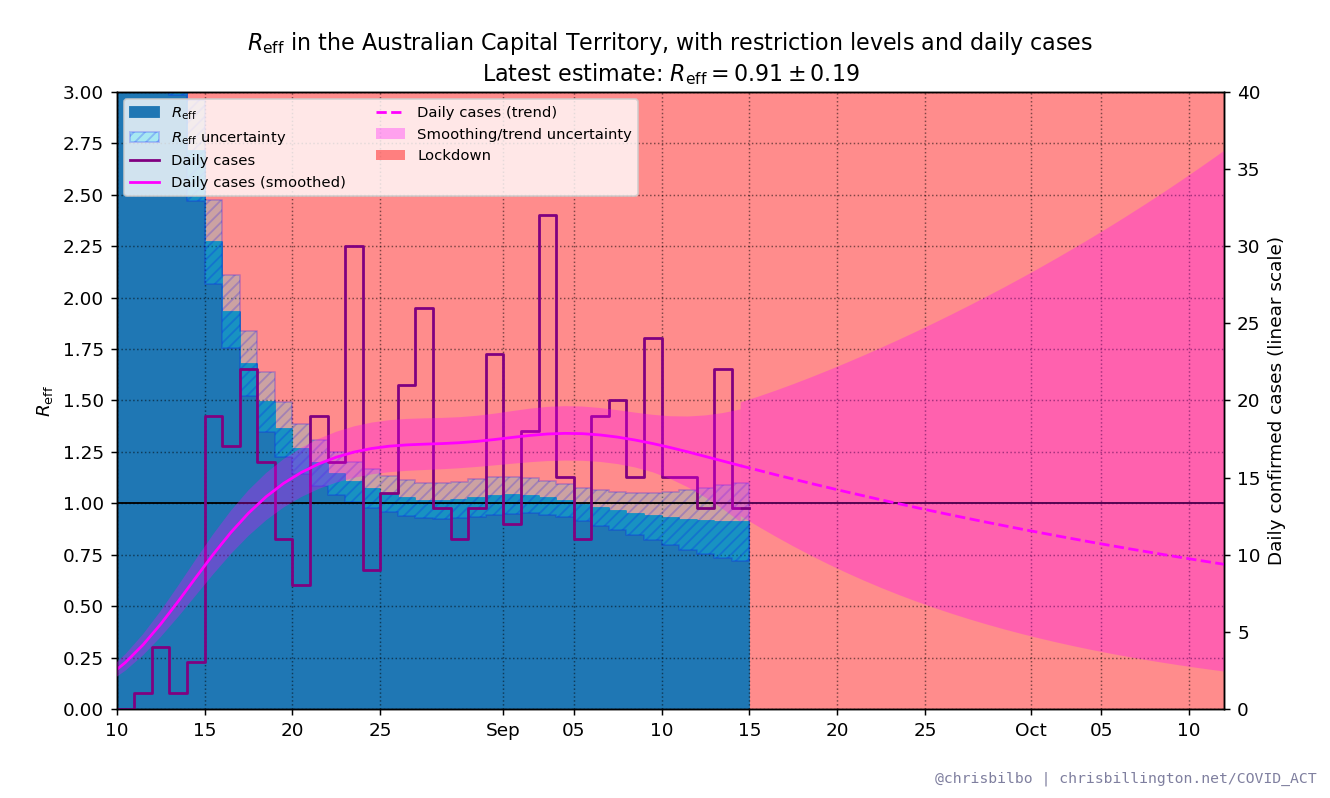 R_eff in the Australian Capital Territory, with restriction levels and daily cases
Latest estimate: R_eff = 0.91 ± 0.19
R_eff
R_eff uncertainty
Daily cases
Daily cases (smoothed)
Daily cases (trend)
Smoothing/trend uncertainty
Lockdown
3.00
2.75
2.50
2.25
2.00
1.75
1.50
1.25
1.00
0.75
0.50
0.25
0.00
R_eff
40
35
30
25
20
15
10
5
0
Daily confirmed cases (linear scale)
10 15 20 25 Sep 05 10 15 20 25 Oct 05 10
@chrisbilbo | chrisbillington.net/COVID_ACT